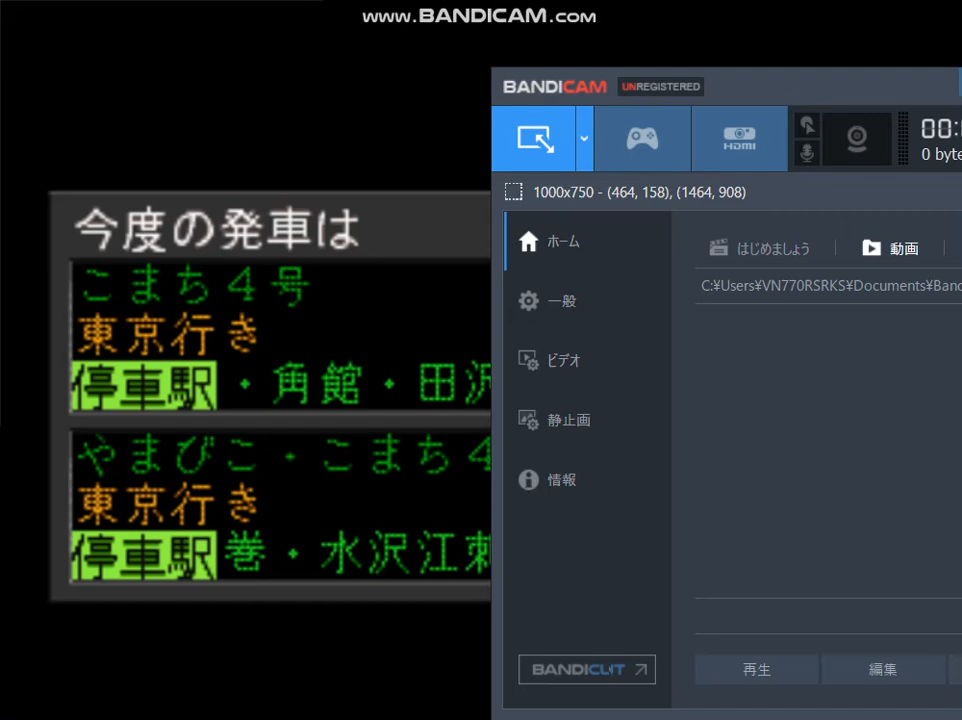 www.BANDICAM.com
今度の発車は
こまち4号
東京行き
停車駅・角館・田沢
やまびこ・こまち4
東京行き
停車駅巻・水沢江刺
BANDICAM UNREGISTERED
HDMI
00:
0 byte
1000x750 - (464, 158), (1464, 908)
ホーム
一般
ビデオ
静止画
情報
はじめましょう
動画
C:¥Users¥VN770RSRKS¥Documents¥Band
BANDICUT
再生
編集